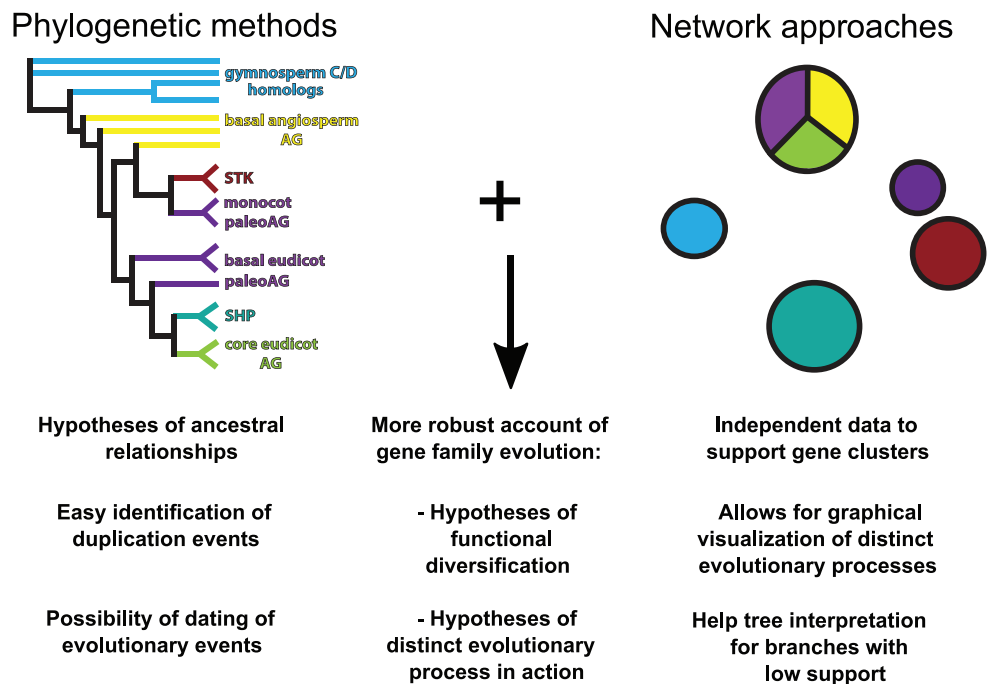 Phylogenetic methods
Network approaches
gymnosperm C/D
homologs
basal angiosperm
AG
STK
monocot
paleoAG
basal eudicot
paleoAG
SHP
core eudicot
AG
+
Hypotheses of ancestral
relationships
Easy identification of
duplication events
Possibility of dating of
evolutionary events
More robust account of
gene family evolution:
- Hypotheses of
functional
diversification
- Hypotheses of
distinct evolutionary
process in action
Independent data to
support gene clusters
Allows for graphical
visualization of distinct
evolutionary processes
Help tree interpretation
for branches with
low support